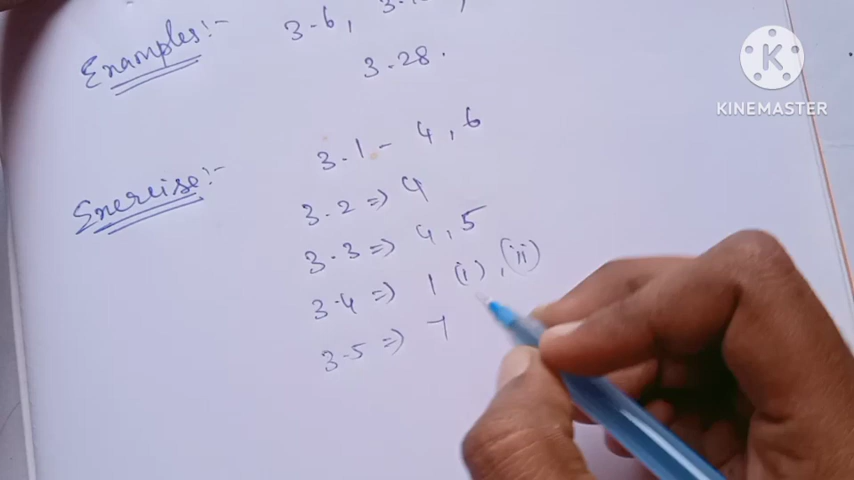 Examples:- 3.6,
3.28.
KINEMASTER
Exercise:- 3.1 - 4, 6
3.2 => 4
3.3 => 4, 5
3.4 => 1 (i), (ii)
3.5 => 7